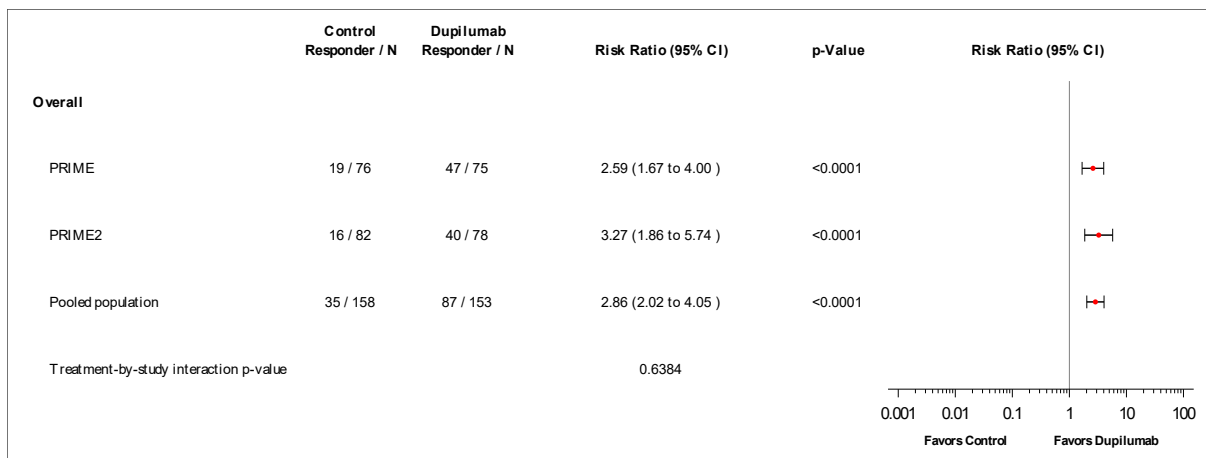 Control Dupilumab
Responder / N Responder / N Risk Ratio (95% CI) p-Value Risk Ratio (95% CI)
Overall
PRIME 19 / 76 47 / 75 2.59 (1.67 to 4.00 ) <0.0001
PRIME2 16 / 82 40 / 78 3.27 (1.86 to 5.74 ) <0.0001
Pooled population 35 / 158 87 / 153 2.86 (2.02 to 4.05 ) <0.0001
Treatment-by-study interaction p-value 0.6384
0.001 0.01 0.1 1 10 100
Favors Control Favors Dupilumab